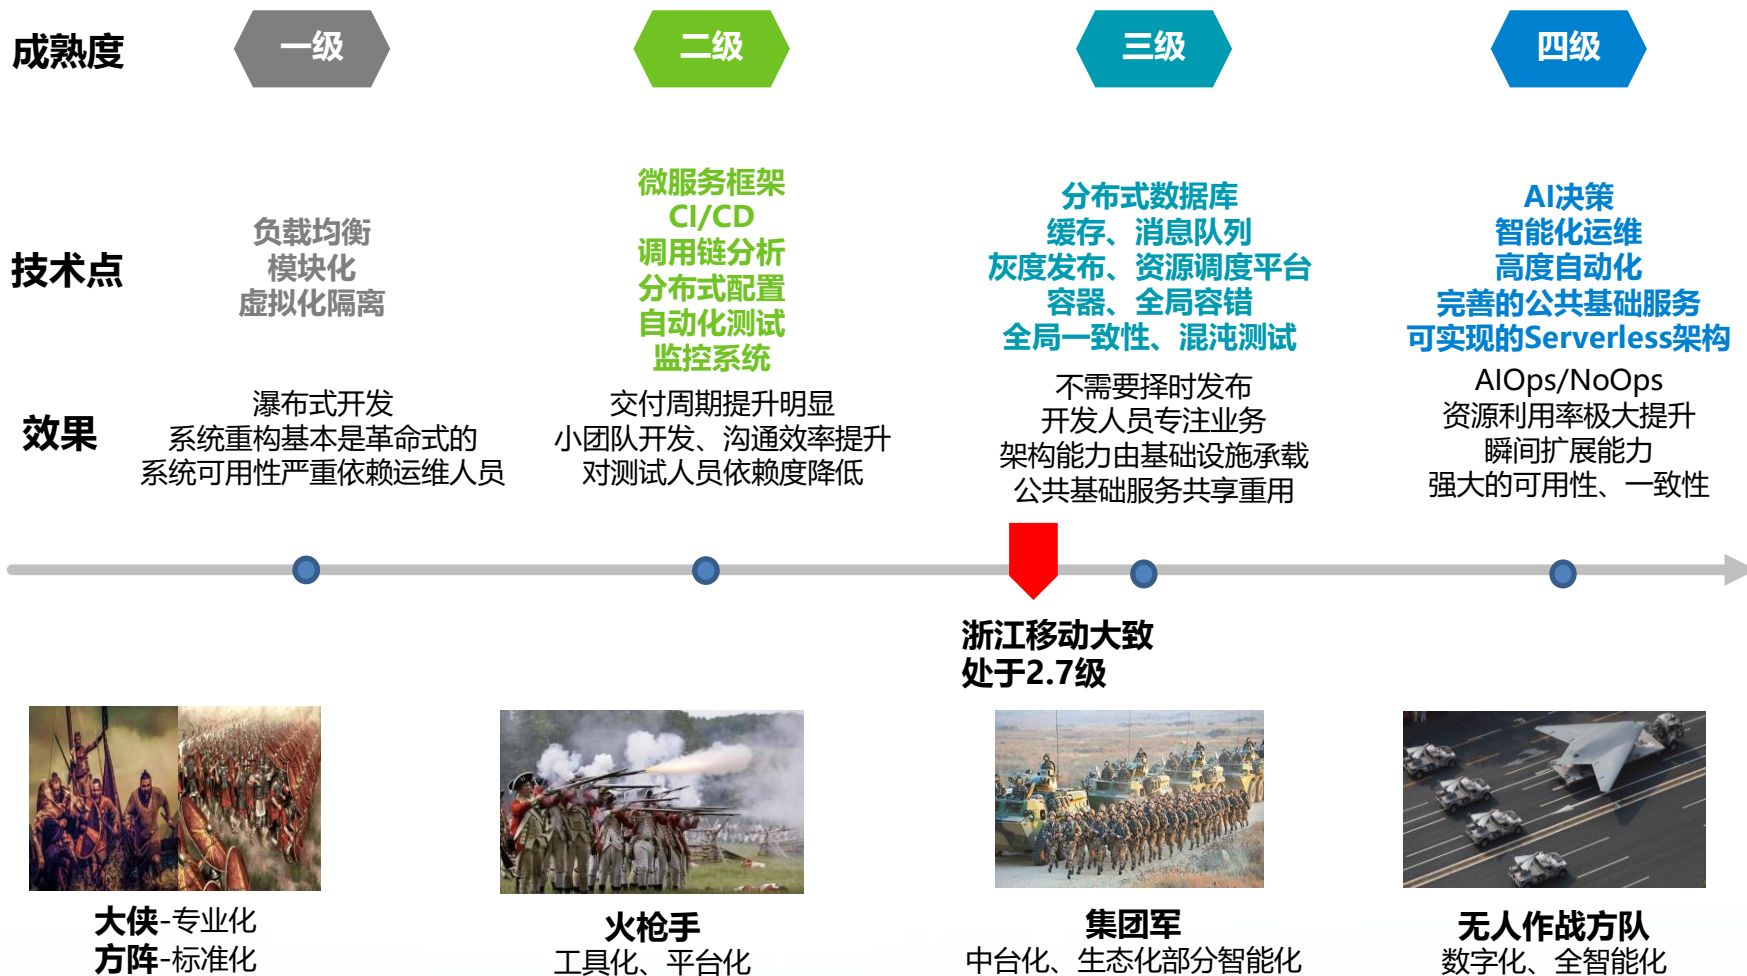 成熟度
一级
二级
三级
四级
技术点
负载均衡
模块化
虚拟化隔离
微服务框架
CI/CD
调用链分析
分布式配置
自动化测试
监控系统
分布式数据库
缓存、消息队列
灰度发布、资源调度平台
容器、全局容错
全局一致性、混沌测试
AI决策
智能化运维
高度自动化
完善的公共基础服务
可实现的Serverless架构
效果
瀑布式开发
系统重构基本是革命式的
系统可用性严重依赖运维人员
交付周期提升明显
小团队开发、沟通效率提升
对测试人员依赖度降低
不需要择时发布
开发人员专注业务
架构能力由基础设施承载
公共基础服务共享重用
AIOps/NoOps
资源利用率极大提升
瞬间扩展能力
强大的可用性、一致性
浙江移动大致
处于2.7级
大侠-专业化
方阵-标准化
火枪手
工具化、平台化
集团军
中台化、生态化部分智能化
无人作战方队
数字化、全智能化